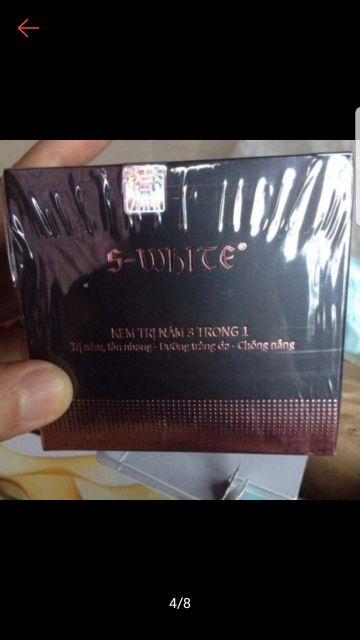 S-WHITE®
KEM TRỊ NÁM 3 TRONG 1
Trị nám, tàn nhang - Dưỡng trắng da - Chống nắng
4/8